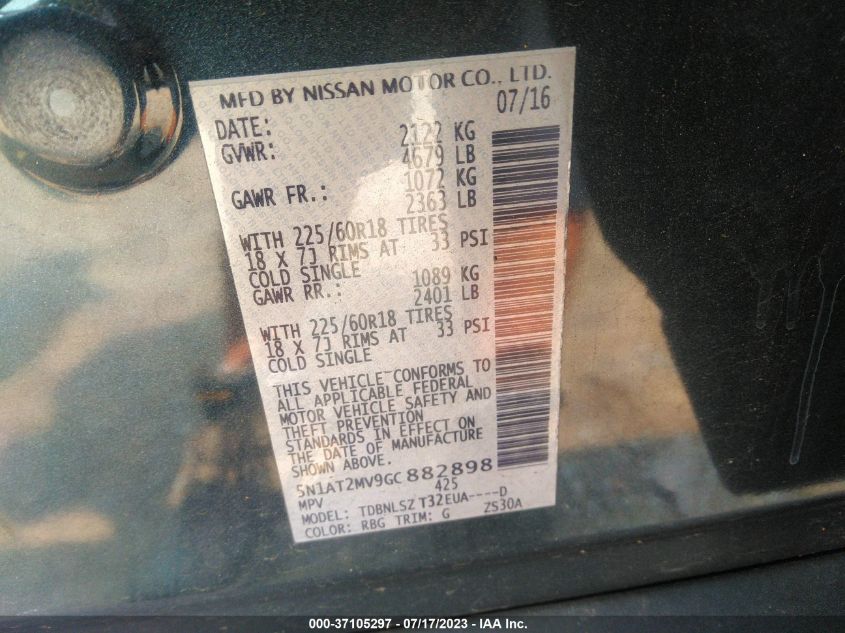 MFD BY NISSAN MOTOR CO., LTD.
DATE: 07/16
GVWR: 2122 KG
4679 LB
GAWR FR.: 1072 KG
2363 LB
WITH 225/60R18 TIRES
18 X 7J RIMS AT 33 PSI
COLD SINGLE
GAWR RR.: 1089 KG
2401 LB
WITH 225/60R18 TIRES
18 X 7J RIMS AT 33 PSI
COLD SINGLE
THIS VEHICLE CONFORMS TO
ALL APPLICABLE FEDERAL
MOTOR VEHICLE SAFETY AND
THEFT PREVENTION
STANDARDS IN EFFECT ON
THE DATE OF MANUFACTURE
SHOWN ABOVE.
5N1AT2MV9GC882898
MPV 425
MODEL: TDBNLSZ T32EUA----D
COLOR: RBG TRIM: G ZS30A
000-37105297 - 07/17/2023 - IAA Inc.